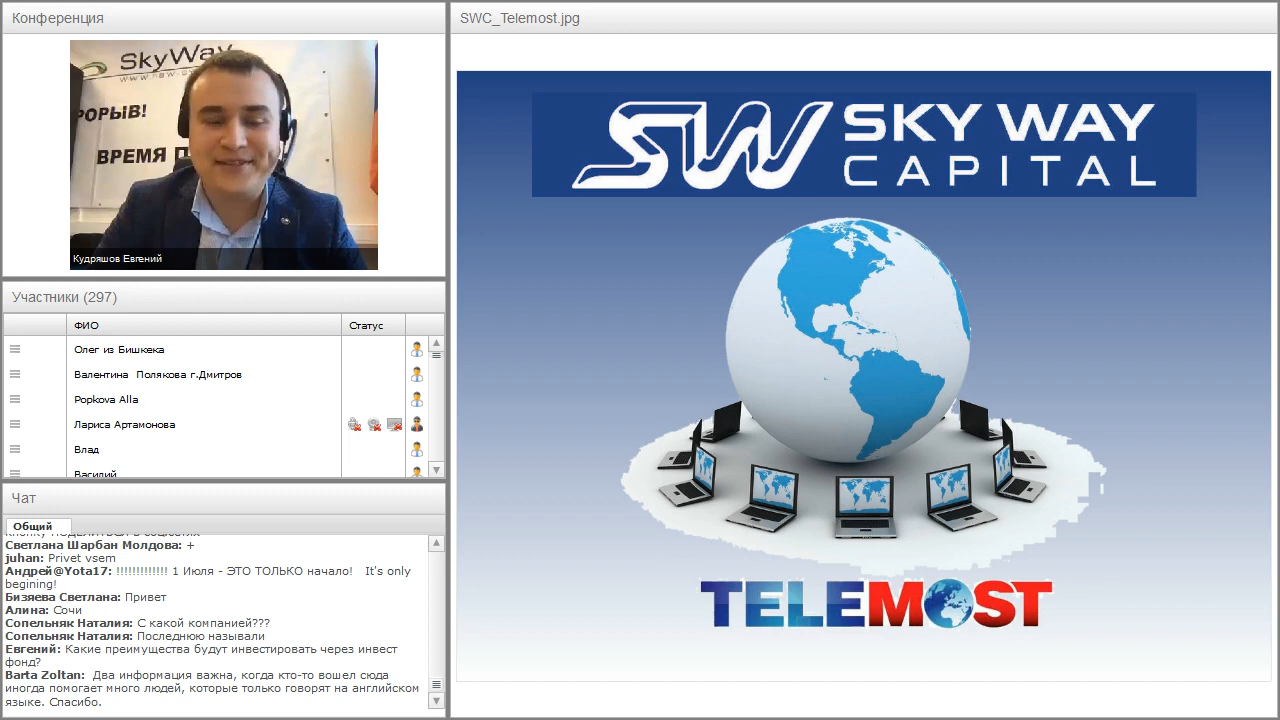 Конференция
SkyWay
РОРЫВ!
ВРЕМЯ П
Кудряшов Евгений
Участники (297)
ФИО Статус
Олег из Бишкека
Валентина Полякова г.Дмитров
Popkova Alla
Лариса Артамонова
Влад
Василий
Чат
Общий
Светлана Шарбан Молдова: +
juhan: Privet vsem
Андрей@Yota17: !!!!!!!!!!!!! 1 Июля - ЭТО ТОЛЬКО начало! It's only
begining!
Бизяева Светлана: Привет
Алина: Сочи
Сопельняк Наталия: С какой компанией???
Сопельняк Наталия: Последнюю называли
Евгений: Какие преимущества будут инвестировать через инвест
фонд?
Barta Zoltan: Два информация важна, когда кто-то вошел сюда
иногда помогает много людей, которые только говорят на английском
языке. Спасибо.
SWC_Telemost.jpg
SW SKY WAY
CAPITAL
TELEMOST